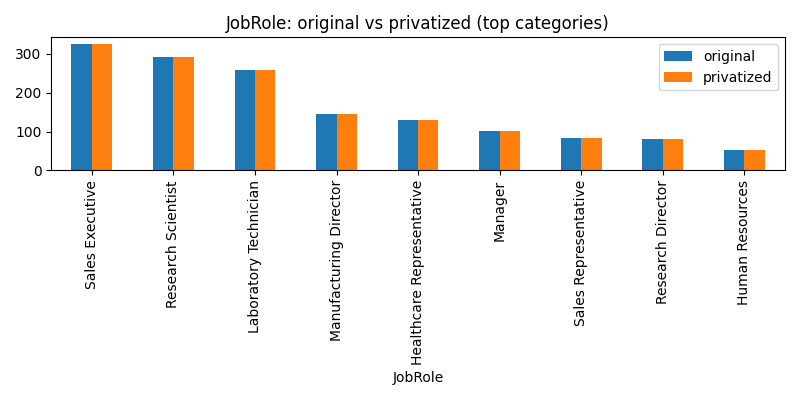 JobRole: original vs privatized (top categories)
original
privatized
300
200
100
0
Sales Executive
Research Scientist
Laboratory Technician
Manufacturing Director
Healthcare Representative
Manager
Sales Representative
Research Director
Human Resources
JobRole